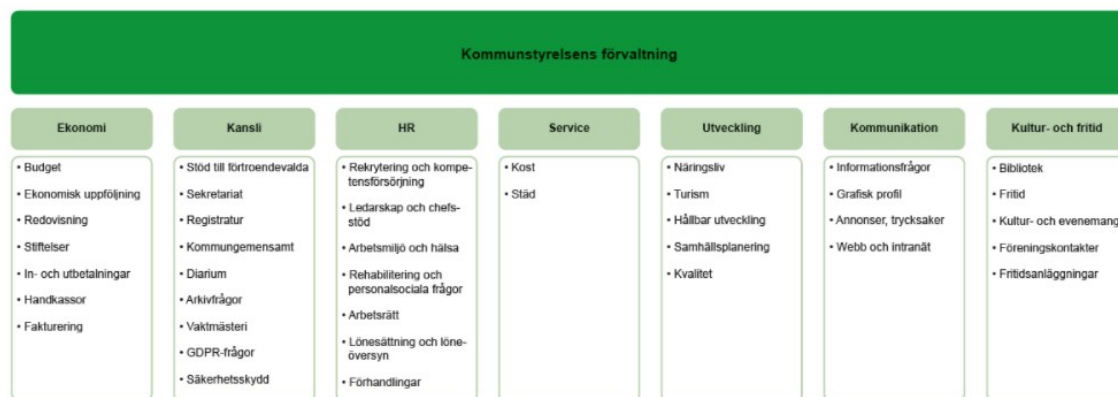 Kommunstyrelsens förvaltning
Ekonomi
• Budget
• Ekonomisk uppföljning
• Redovisning
• Stiftelser
• In- och utbetalningar
• Handkassor
• Fakturering
Kansli
• Stöd till förtroendevalda
• Sekretariat
• Registratur
• Kommungemensamt
• Diarium
• Arkivfrågor
• Vaktmästeri
• GDPR-frågor
• Säkerhetsskydd
HR
• Rekrytering och kompe-
tensförsörjning
• Ledarskap och chefs-
stöd
• Arbetsmiljö och hälsa
• Rehabilitering och
personalsociala frågor
• Arbetsrätt
• Lönesättning och löne-
översyn
• Förhandlingar
Service
• Kost
• Städ
Utveckling
• Näringsliv
• Turism
• Hållbar utveckling
• Samhällsplanering
• Kvalitet
Kommunikation
• Informationsfrågor
• Grafisk profil
• Annonser, trycksaker
• Webb och intranät
Kultur- och fritid
• Bibliotek
• Fritid
• Kultur- och evenemang
• Föreningskontakter
• Fritidsanläggningar